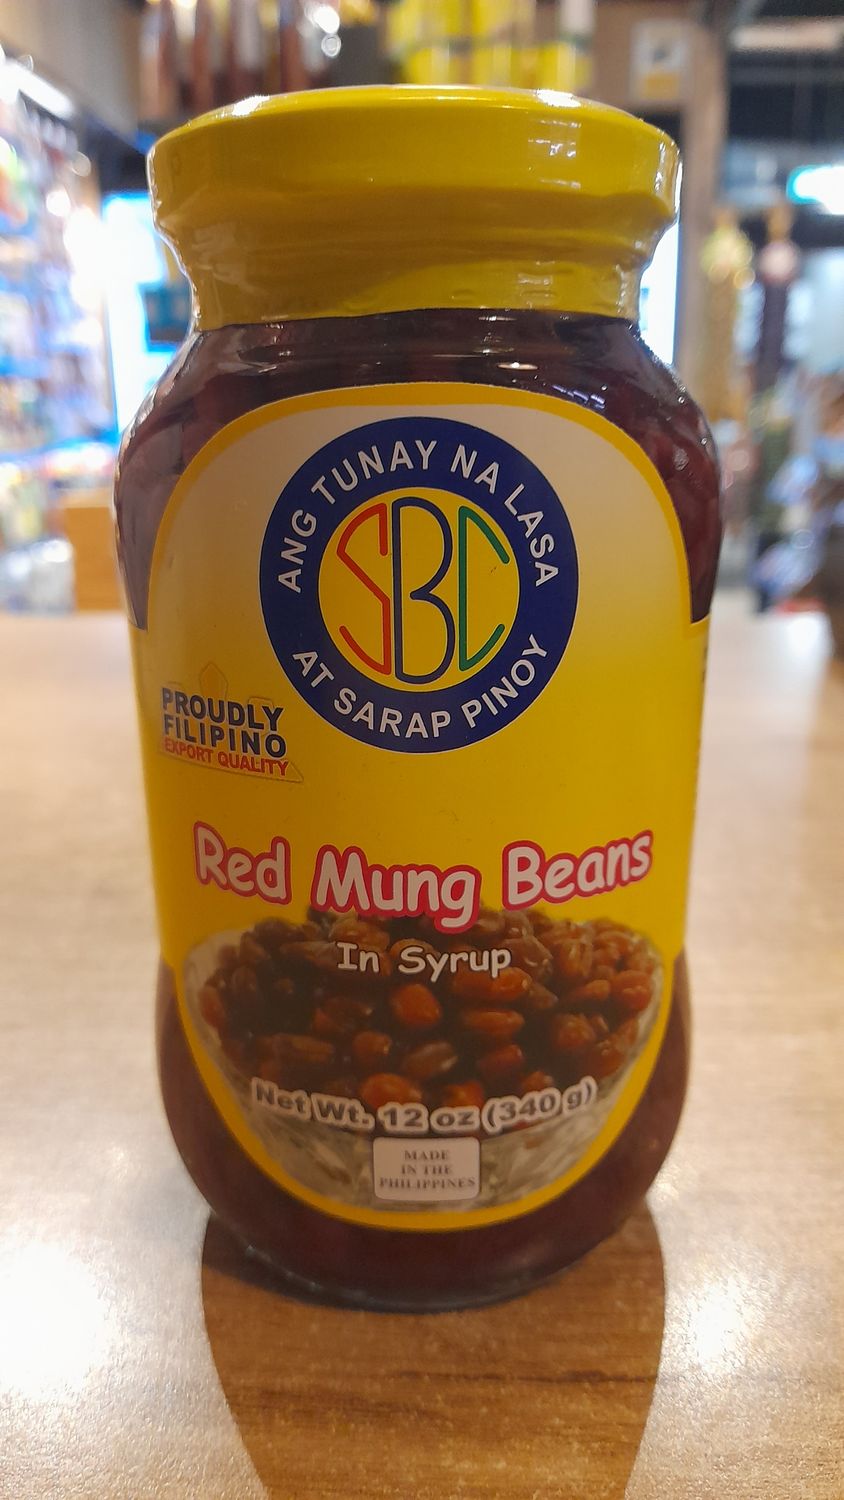 ANG TUNAY NA LASA
SBC
AT SARAP PINOY
PROUDLY
FILIPINO
EXPORT QUALITY
Red Mung Beans
In Syrup
Net Wt. 12 oz (340 g)
MADE
IN THE
PHILIPPINES